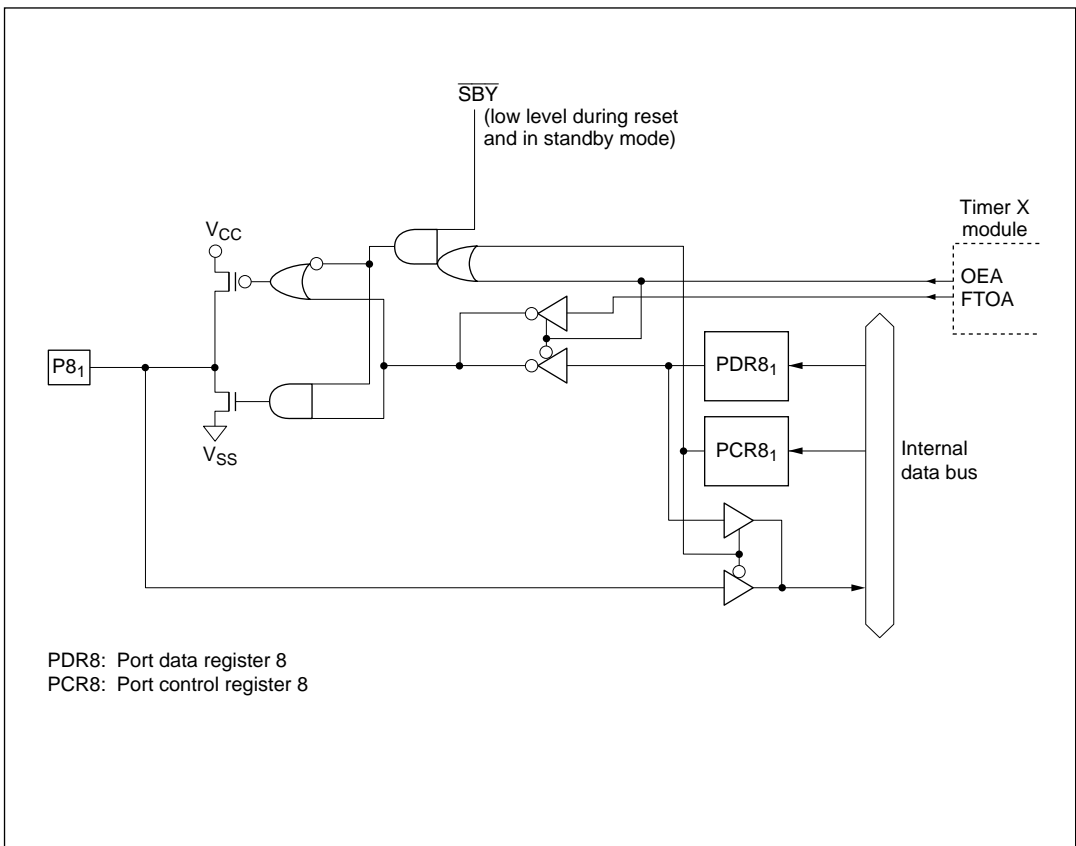 SBY
(low level during reset
and in standby mode)
Timer X
module
VCC
OEA
FTOA
P81
PDR81
PCR81
VSS
Internal
data bus
PDR8: Port data register 8
PCR8: Port control register 8